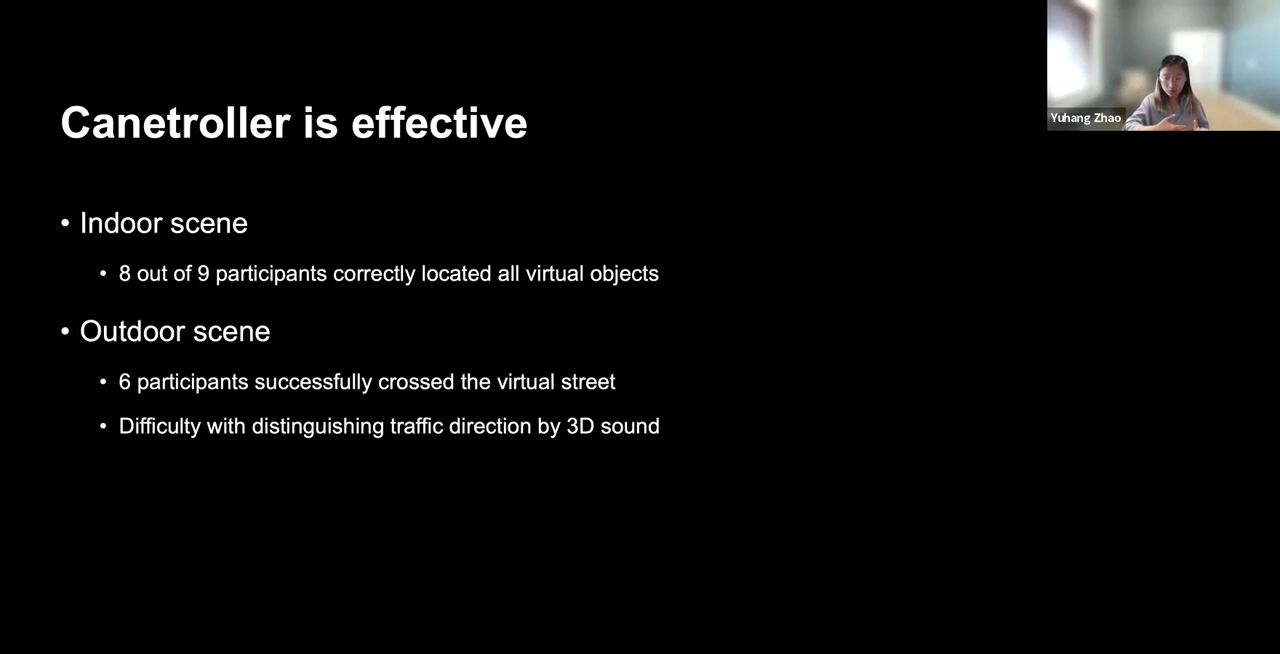 Canetroller is effective
• Indoor scene
• 8 out of 9 participants correctly located all virtual objects
• Outdoor scene
• 6 participants successfully crossed the virtual street
• Difficulty with distinguishing traffic direction by 3D sound
Yuhang Zhao